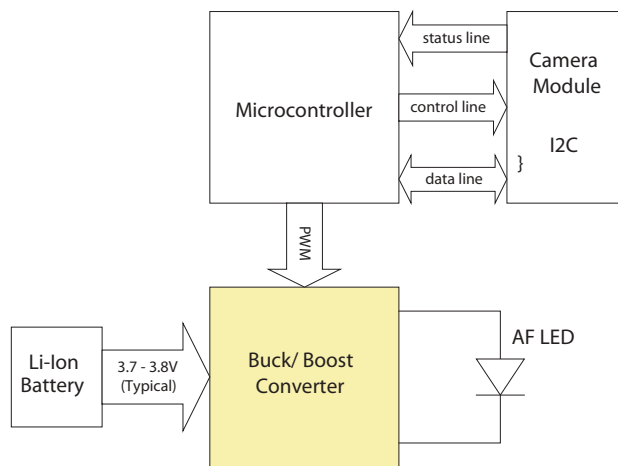 status line
Camera
Module
Microcontroller
control line
I2C
}
data line
PWM
AF LED
Li-Ion
Battery
3.7 - 3.8V
(Typical)
Buck/ Boost
Converter